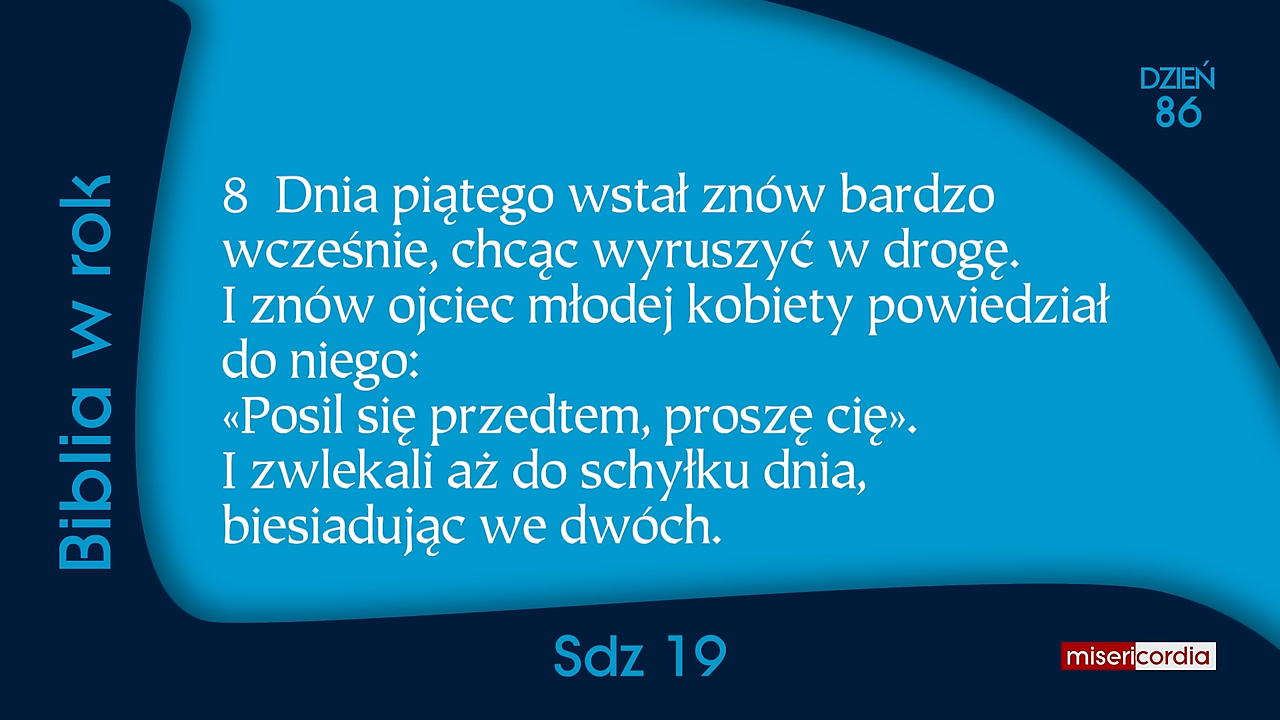 DZIEŃ
86
Biblia w rok
8 Dnia piątego wstał znów bardzo
wcześnie, chcąc wyruszyć w drogę.
I znów ojciec młodej kobiety powiedział
do niego:
«Posil się przedtem, proszę cię».
I zwlekali aż do schyłku dnia,
biesiadując we dwóch.
Sdz 19
misericordia